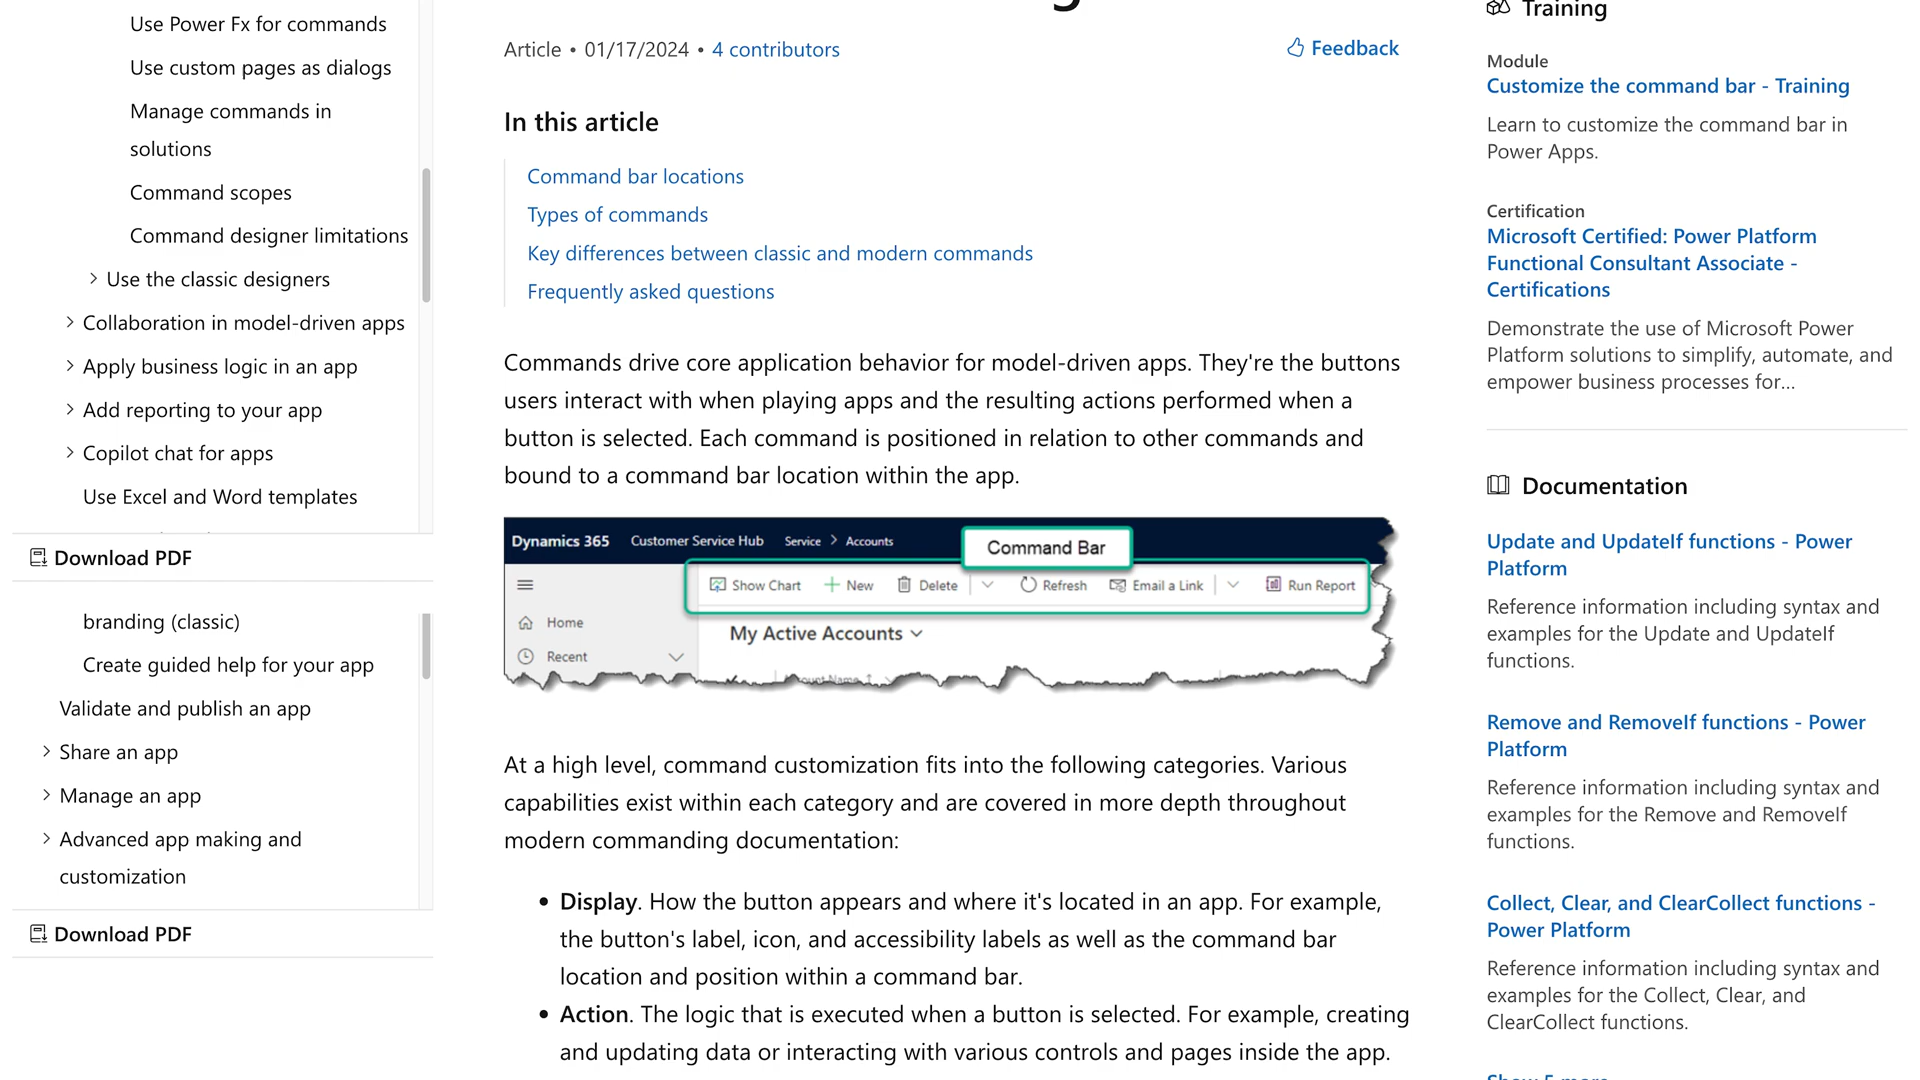 Use Power Fx for commands
Use custom pages as dialogs
Manage commands in
solutions
Command scopes
Command designer limitations
Use the classic designers
Collaboration in model-driven apps
Apply business logic in an app
Add reporting to your app
Copilot chat for apps
Use Excel and Word templates
Download PDF
branding (classic)
Create guided help for your app
Validate and publish an app
Share an app
Manage an app
Advanced app making and
customization
Download PDF
Article • 01/17/2024 • 4 contributors
Feedback
In this article
Command bar locations
Types of commands
Key differences between classic and modern commands
Frequently asked questions
Commands drive core application behavior for model-driven apps. They're the buttons
users interact with when playing apps and the resulting actions performed when a
button is selected. Each command is positioned in relation to other commands and
bound to a command bar location within the app.
Dynamics 365 Customer Service Hub Service > Accounts
Command Bar
Show Chart New Delete Refresh Email a Link Run Report
Home
My Active Accounts
Recent
At a high level, command customization fits into the following categories. Various
capabilities exist within each category and are covered in more depth throughout
modern commanding documentation:
• Display. How the button appears and where it's located in an app. For example,
the button's label, icon, and accessibility labels as well as the command bar
location and position within a command bar.
• Action. The logic that is executed when a button is selected. For example, creating
and updating data or interacting with various controls and pages inside the app.
Training
Module
Customize the command bar - Training
Learn to customize the command bar in
Power Apps.
Certification
Microsoft Certified: Power Platform
Functional Consultant Associate -
Certifications
Demonstrate the use of Microsoft Power
Platform solutions to simplify, automate, and
empower business processes for...
Documentation
Update and UpdateIf functions - Power
Platform
Reference information including syntax and
examples for the Update and UpdateIf
functions.
Remove and RemoveIf functions - Power
Platform
Reference information including syntax and
examples for the Remove and RemoveIf
functions.
Collect, Clear, and ClearCollect functions -
Power Platform
Reference information including syntax and
examples for the Collect, Clear, and
ClearCollect functions.